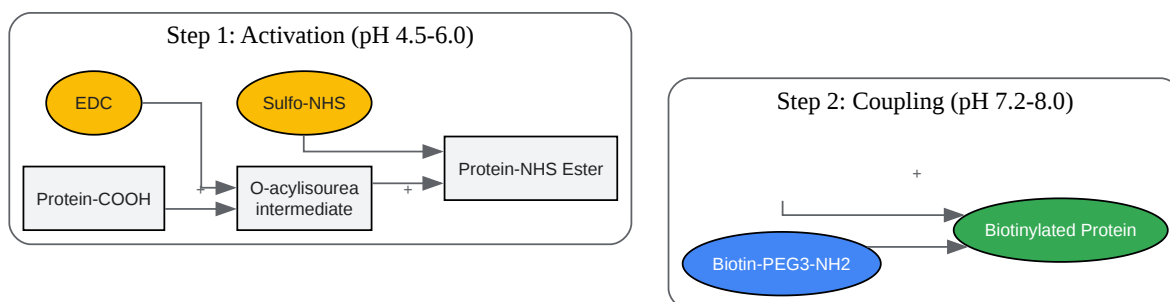 Step 1: Activation (pH 4.5-6.0)
EDC
Sulfo-NHS
Protein-COOH
+
O-acylisourea
intermediate
+
Protein-NHS Ester
Step 2: Coupling (pH 7.2-8.0)
+
Biotin-PEG3-NH2
Biotinylated Protein